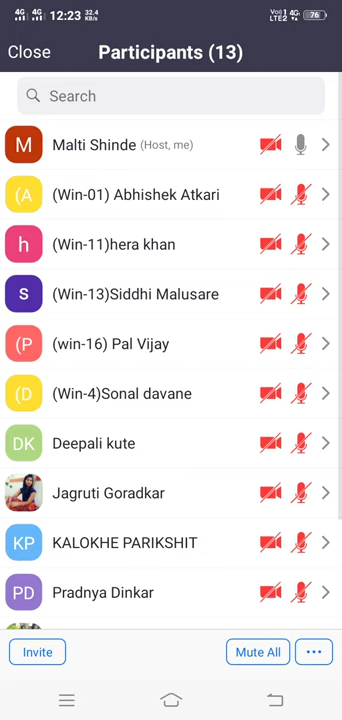 4G 4G 12:23 32.4 KB/s VoLTE1 LTE2 4G 76
Close Participants (13)
Search
M Malti Shinde (Host, me)
(A (Win-01) Abhishek Atkari
h (Win-11)hera khan
s (Win-13)Siddhi Malusare
(P (win-16) Pal Vijay
(D (Win-4)Sonal davane
DK Deepali kute
Jagruti Goradkar
KP KALOKHE PARIKSHIT
PD Pradnya Dinkar
Invite Mute All ...